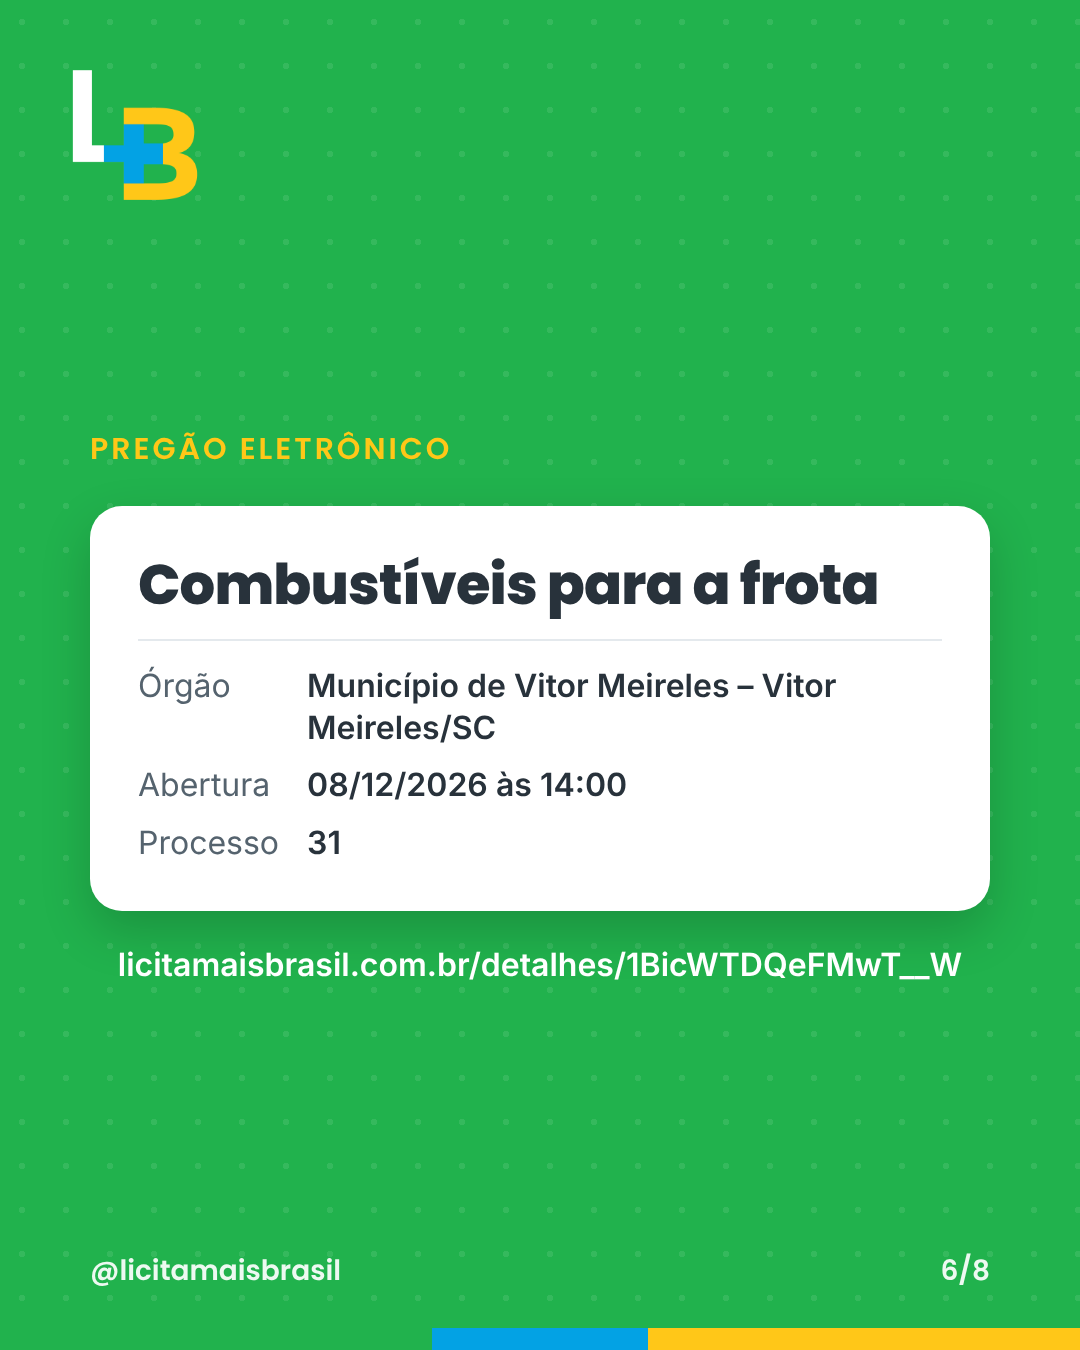 L+B
PREGÃO ELETRÔNICO
Combustíveis para a frota
Órgão Município de Vitor Meireles – Vitor
Meireles/SC
Abertura 08/12/2026 às 14:00
Processo 31
licitamaisbrasil.com.br/detalhes/1BicWTDQeFMwT__W
@licitamaisbrasil 6/8